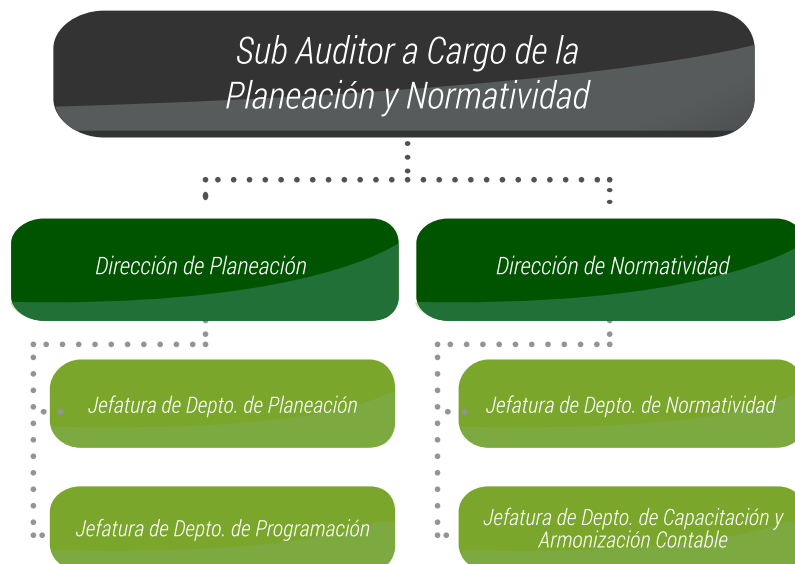 Sub Auditor a Cargo de la
Planeación y Normatividad
Dirección de Planeación
Dirección de Normatividad
Jefatura de Depto. de Planeación
Jefatura de Depto. de Normatividad
Jefatura de Depto. de Programación
Jefatura de Depto. de Capacitación y
Armonización Contable